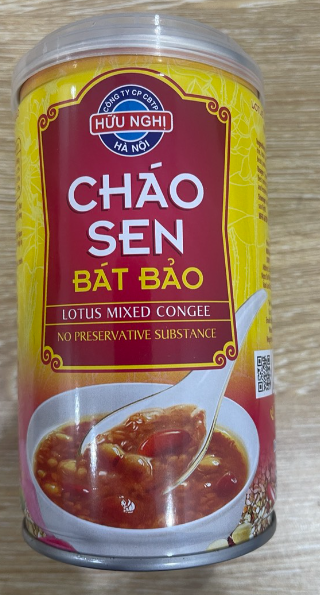 CÔNG TY CP CBTP
HỮU NGHỊ
HÀ NỘI
CHÁO
SEN
BÁT BẢO
LOTUS MIXED CONGEE
NO PRESERVATIVE SUBSTANCE